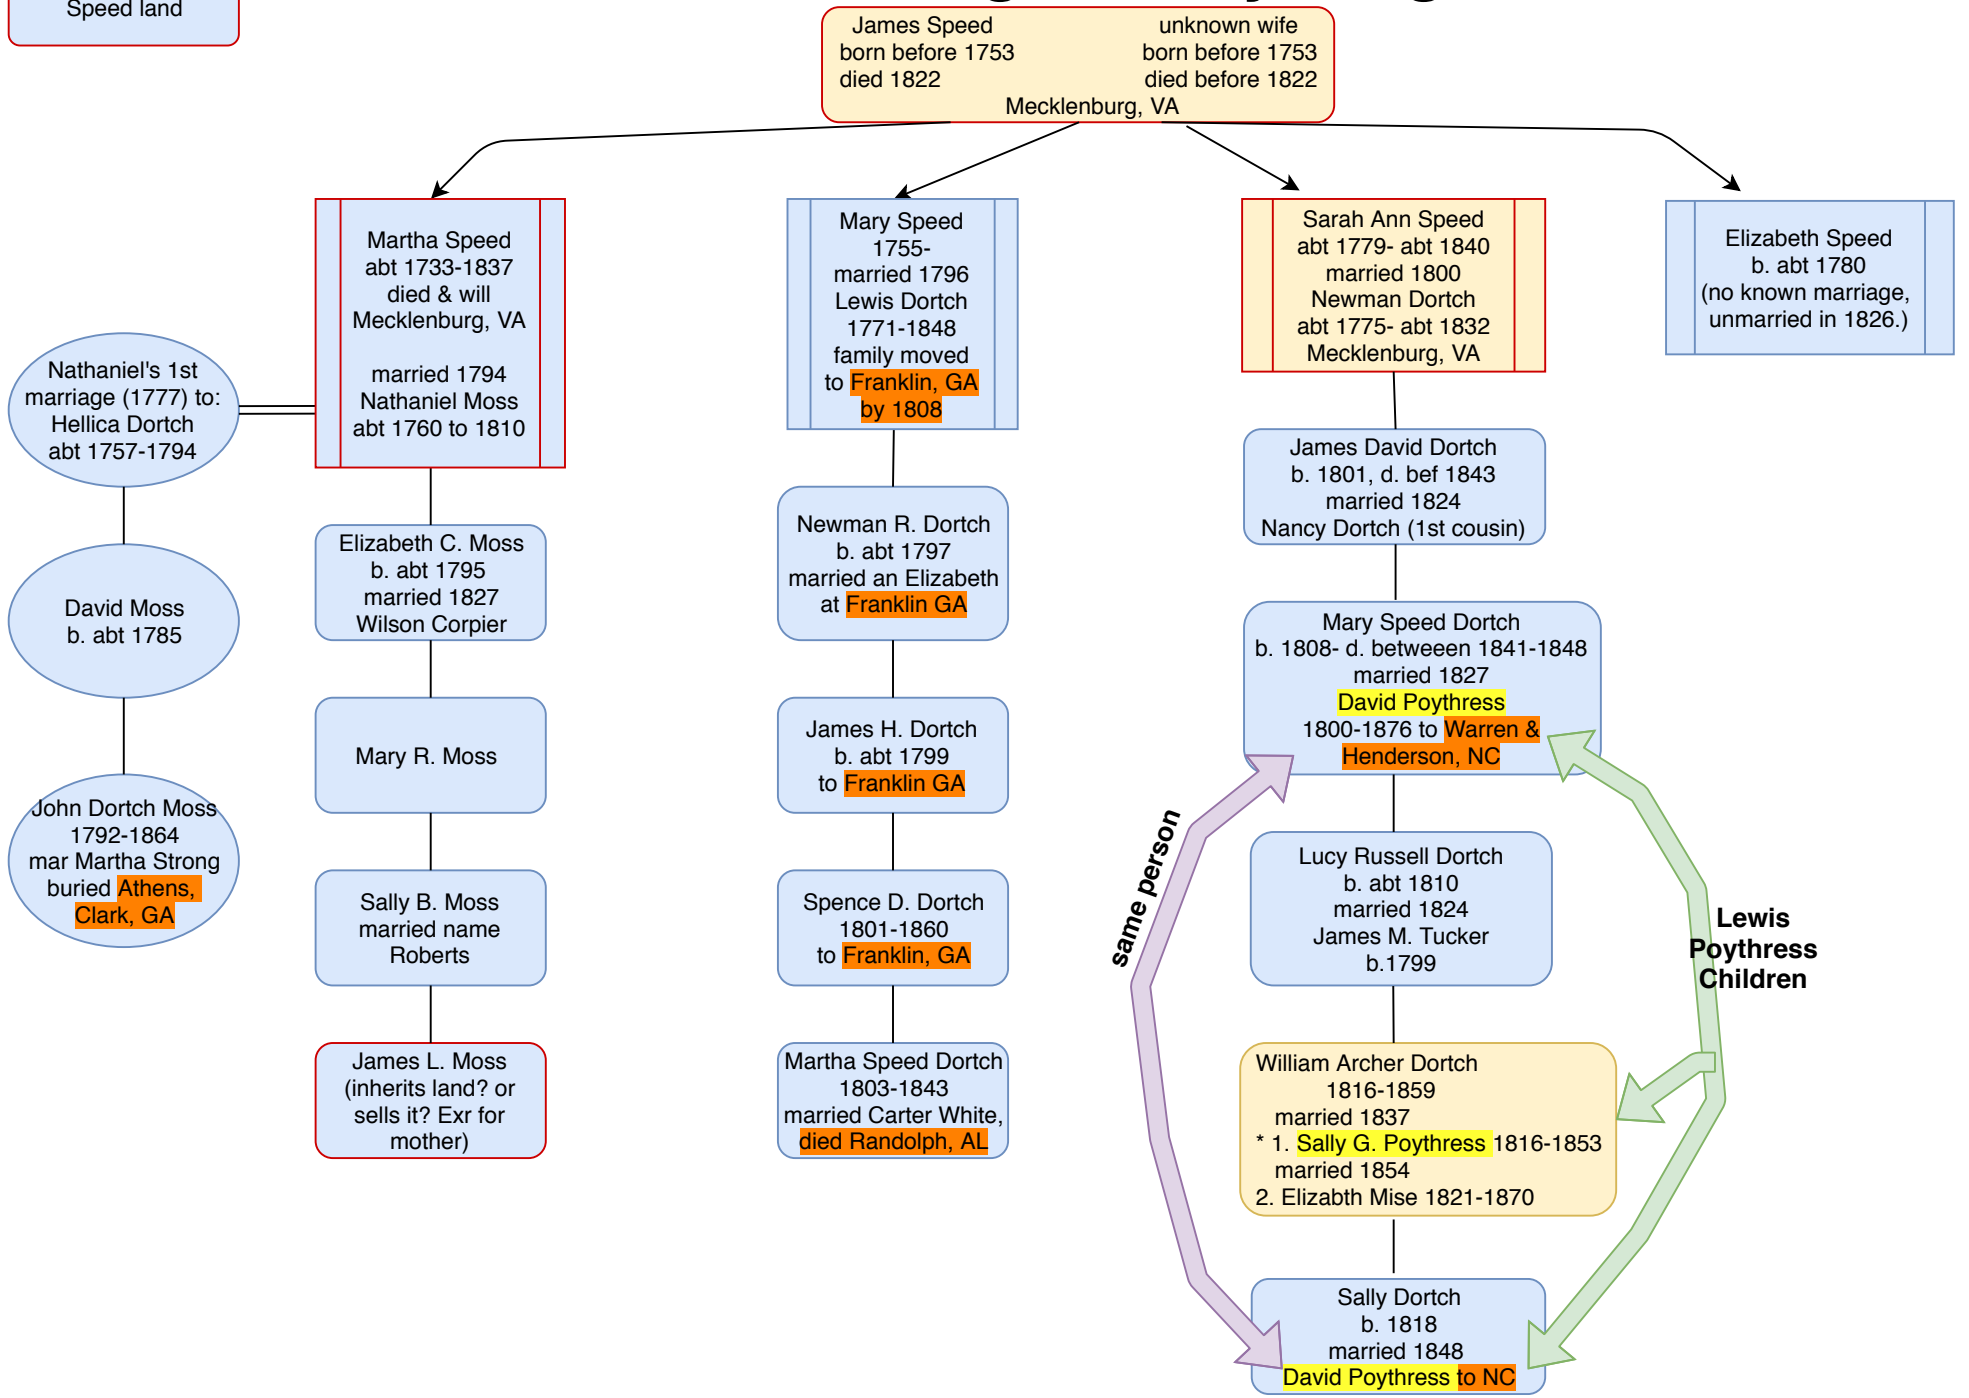 Speed land
James Speed
born before 1753
died 1822
unknown wife
born before 1753
died before 1822
Mecklenburg, VA
Martha Speed
abt 1733-1837
died & will
Mecklenburg, VA
married 1794
Nathaniel Moss
abt 1760 to 1810
Mary Speed
1755-
married 1796
Lewis Dortch
1771-1848
family moved
to Franklin, GA
by 1808
Sarah Ann Speed
abt 1779- abt 1840
married 1800
Newman Dortch
abt 1775- abt 1832
Mecklenburg, VA
Elizabeth Speed
b. abt 1780
(no known marriage,
unmarried in 1826.)
Nathaniel's 1st
marriage (1777) to:
Hellica Dortch
abt 1757-1794
David Moss
b. abt 1785
John Dortch Moss
1792-1864
mar Martha Strong
buried Athens,
Clark, GA
Elizabeth C. Moss
b. abt 1795
married 1827
Wilson Corpier
Mary R. Moss
Sally B. Moss
married name
Roberts
James L. Moss
(inherits land? or
sells it? Exr for
mother)
Newman R. Dortch
b. abt 1797
married an Elizabeth
at Franklin GA
James H. Dortch
b. abt 1799
to Franklin GA
Spence D. Dortch
1801-1860
to Franklin, GA
Martha Speed Dortch
1803-1843
married Carter White,
died Randolph, AL
James David Dortch
b. 1801, d. bef 1843
married 1824
Nancy Dortch (1st cousin)
Mary Speed Dortch
b. 1808- d. betweeen 1841-1848
married 1827
David Poythress
1800-1876 to Warren &
Henderson, NC
Lucy Russell Dortch
b. abt 1810
married 1824
James M. Tucker
b.1799
William Archer Dortch
1816-1859
married 1837
* 1. Sally G. Poythress 1816-1853
married 1854
2. Elizabth Mise 1821-1870
Sally Dortch
b. 1818
married 1848
David Poythress to NC
same person
Lewis
Poythress
Children